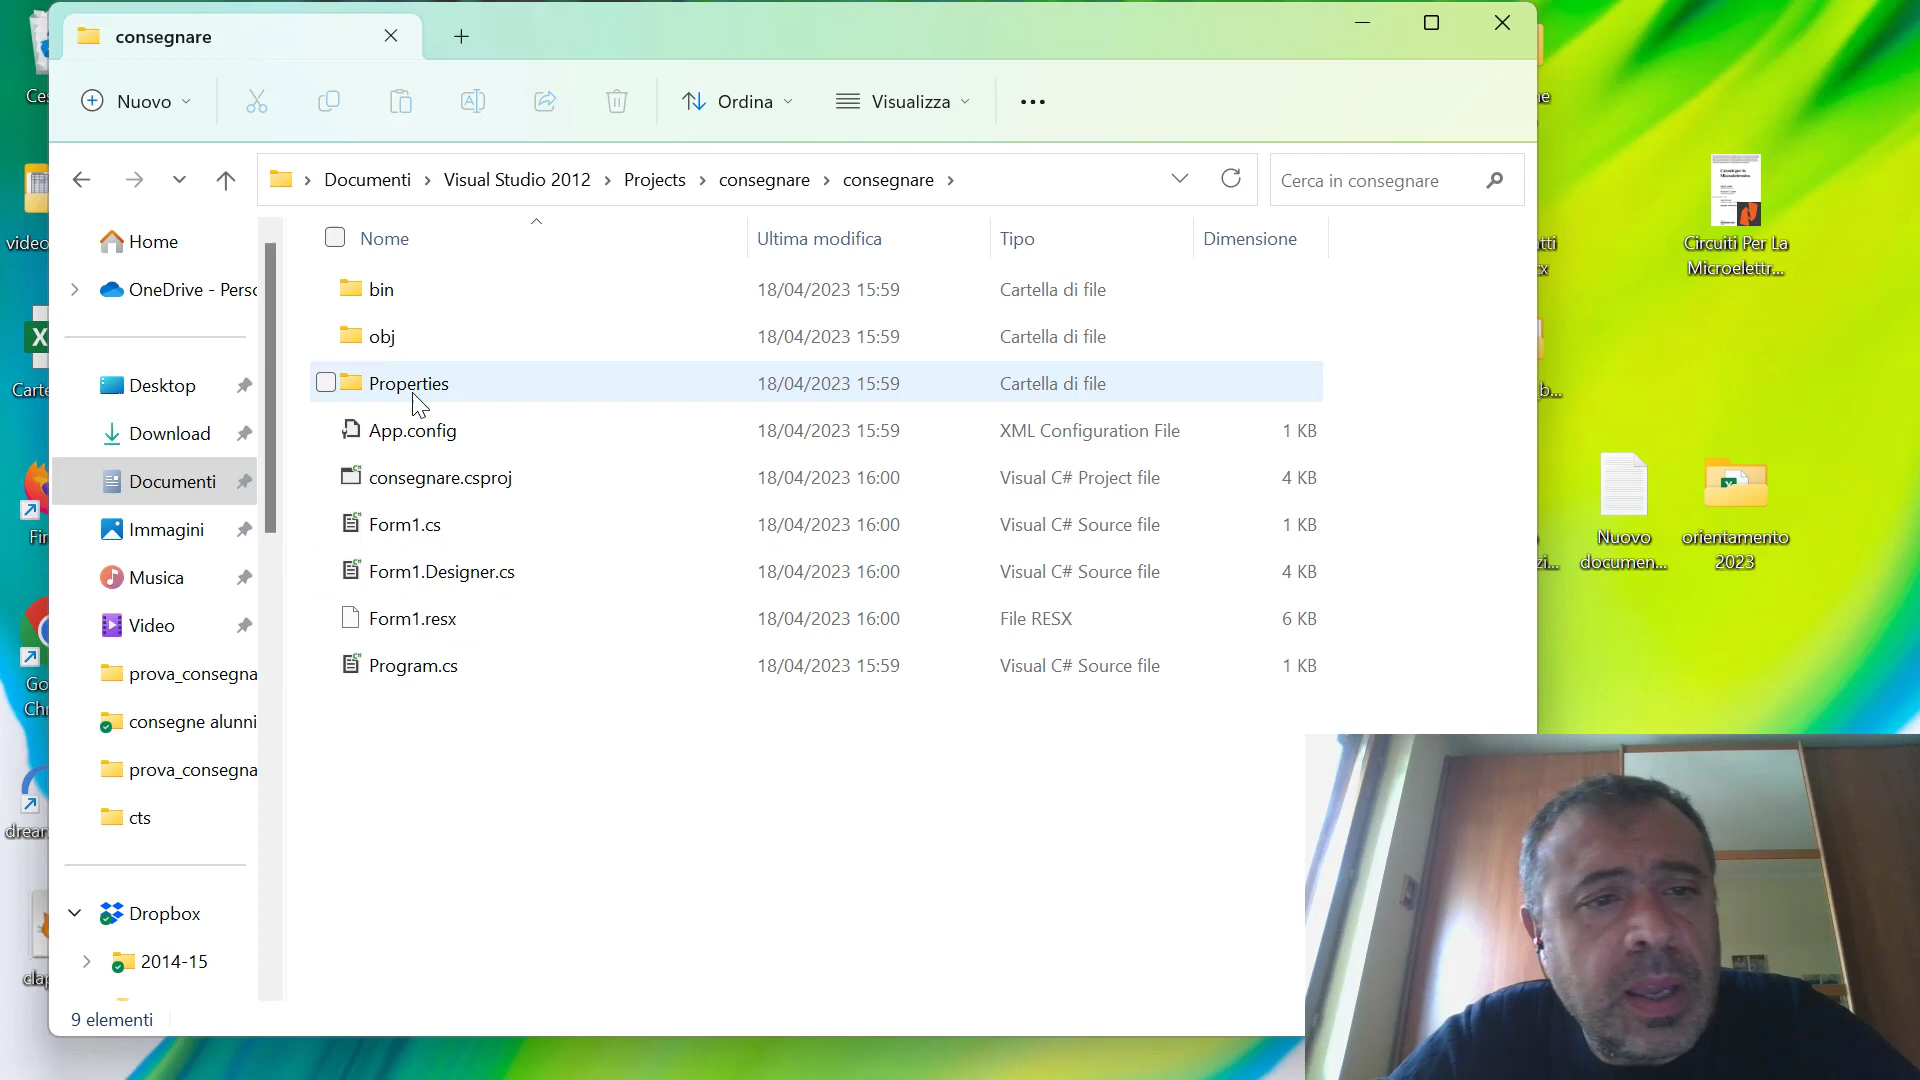 consegnare
Nuovo
Ordina
Visualizza
Documenti
Visual Studio 2012
Projects
consegnare
consegnare
Cerca in consegnare
Home
OneDrive - Perso
Desktop
Download
Documenti
Immagini
Musica
Video
prova_consegna
consegne alunni
prova_consegna
cts
Dropbox
2014-15
Nome
Ultima modifica
Tipo
Dimensione
bin
18/04/2023 15:59
Cartella di file
obj
18/04/2023 15:59
Cartella di file
Properties
18/04/2023 15:59
Cartella di file
App.config
18/04/2023 15:59
XML Configuration File
1 KB
consegnare.csproj
18/04/2023 16:00
Visual C# Project file
4 KB
Form1.cs
18/04/2023 16:00
Visual C# Source file
1 KB
Form1.Designer.cs
18/04/2023 16:00
Visual C# Source file
4 KB
Form1.resx
18/04/2023 16:00
File RESX
6 KB
Program.cs
18/04/2023 15:59
Visual C# Source file
1 KB
9 elementi
Circuiti Per La
Microelettr...
Nuovo
documen...
orientamento
2023
video